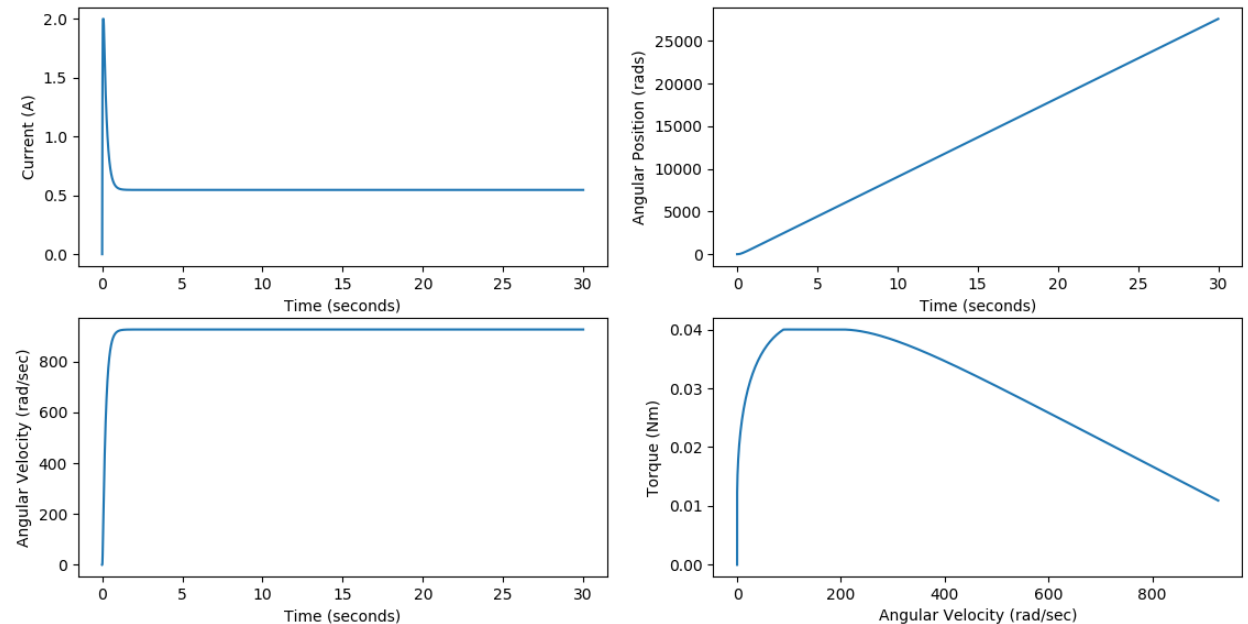 2.0
1.5
1.0
0.5
0.0
Current (A)
0 5 10 15 20 25 30
Time (seconds)
25000
20000
15000
10000
5000
0
Angular Position (rads)
0 5 10 15 20 25 30
Time (seconds)
800
600
400
200
0
Angular Velocity (rad/sec)
0 5 10 15 20 25 30
Time (seconds)
0.04
0.03
0.02
0.01
0.00
Torque (Nm)
0 200 400 600 800
Angular Velocity (rad/sec)